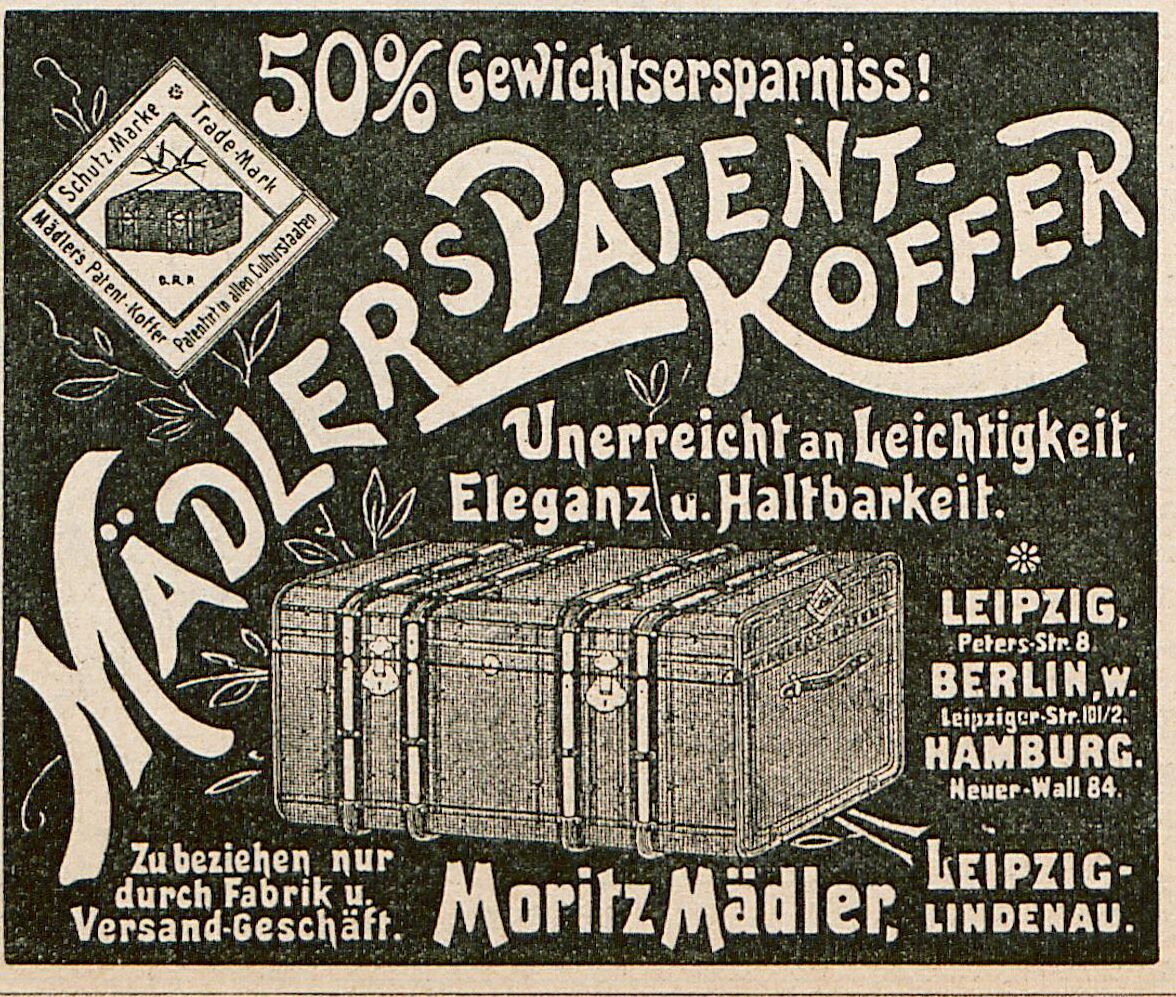 50% Gewichtsersparniss!
Schutz-Marke * Trade-Mark
D.R.P.
Mädlers Patent-Koffer
Patentirt in allen Culturstaaten
MÄDLER'S PATENT-
KOFFER
Unerreicht an Leichtigkeit,
Eleganz u. Haltbarkeit.
LEIPZIG,
Peters-Str. 8.
BERLIN, W.
Leipziger-Str. 101/2.
HAMBURG.
Neuer-Wall 84.
Zu beziehen nur
durch Fabrik u.
Versand-Geschäft.
Moritz Mädler,
LEIPZIG-
LINDENAU.